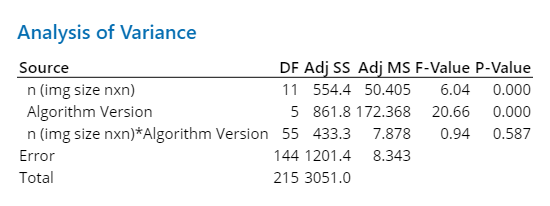 Analysis of Variance
Source DF Adj SS Adj MS F-Value P-Value
n (img size nxn) 11 554.4 50.405 6.04 0.000
Algorithm Version 5 861.8 172.368 20.66 0.000
n (img size nxn)*Algorithm Version 55 433.3 7.878 0.94 0.587
Error 144 1201.4 8.343
Total 215 3051.0